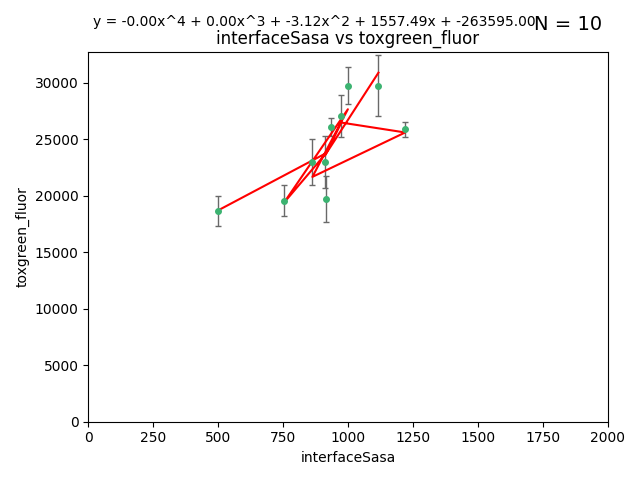 y = -0.00x^4 + 0.00x^3 + -3.12x^2 + 1557.49x + -263595.00
N = 10
interfaceSasa vs toxgreen_fluor
toxgreen_fluor
30000
25000
20000
15000
10000
5000
0
0 250 500 750 1000 1250 1500 1750 2000
interfaceSasa